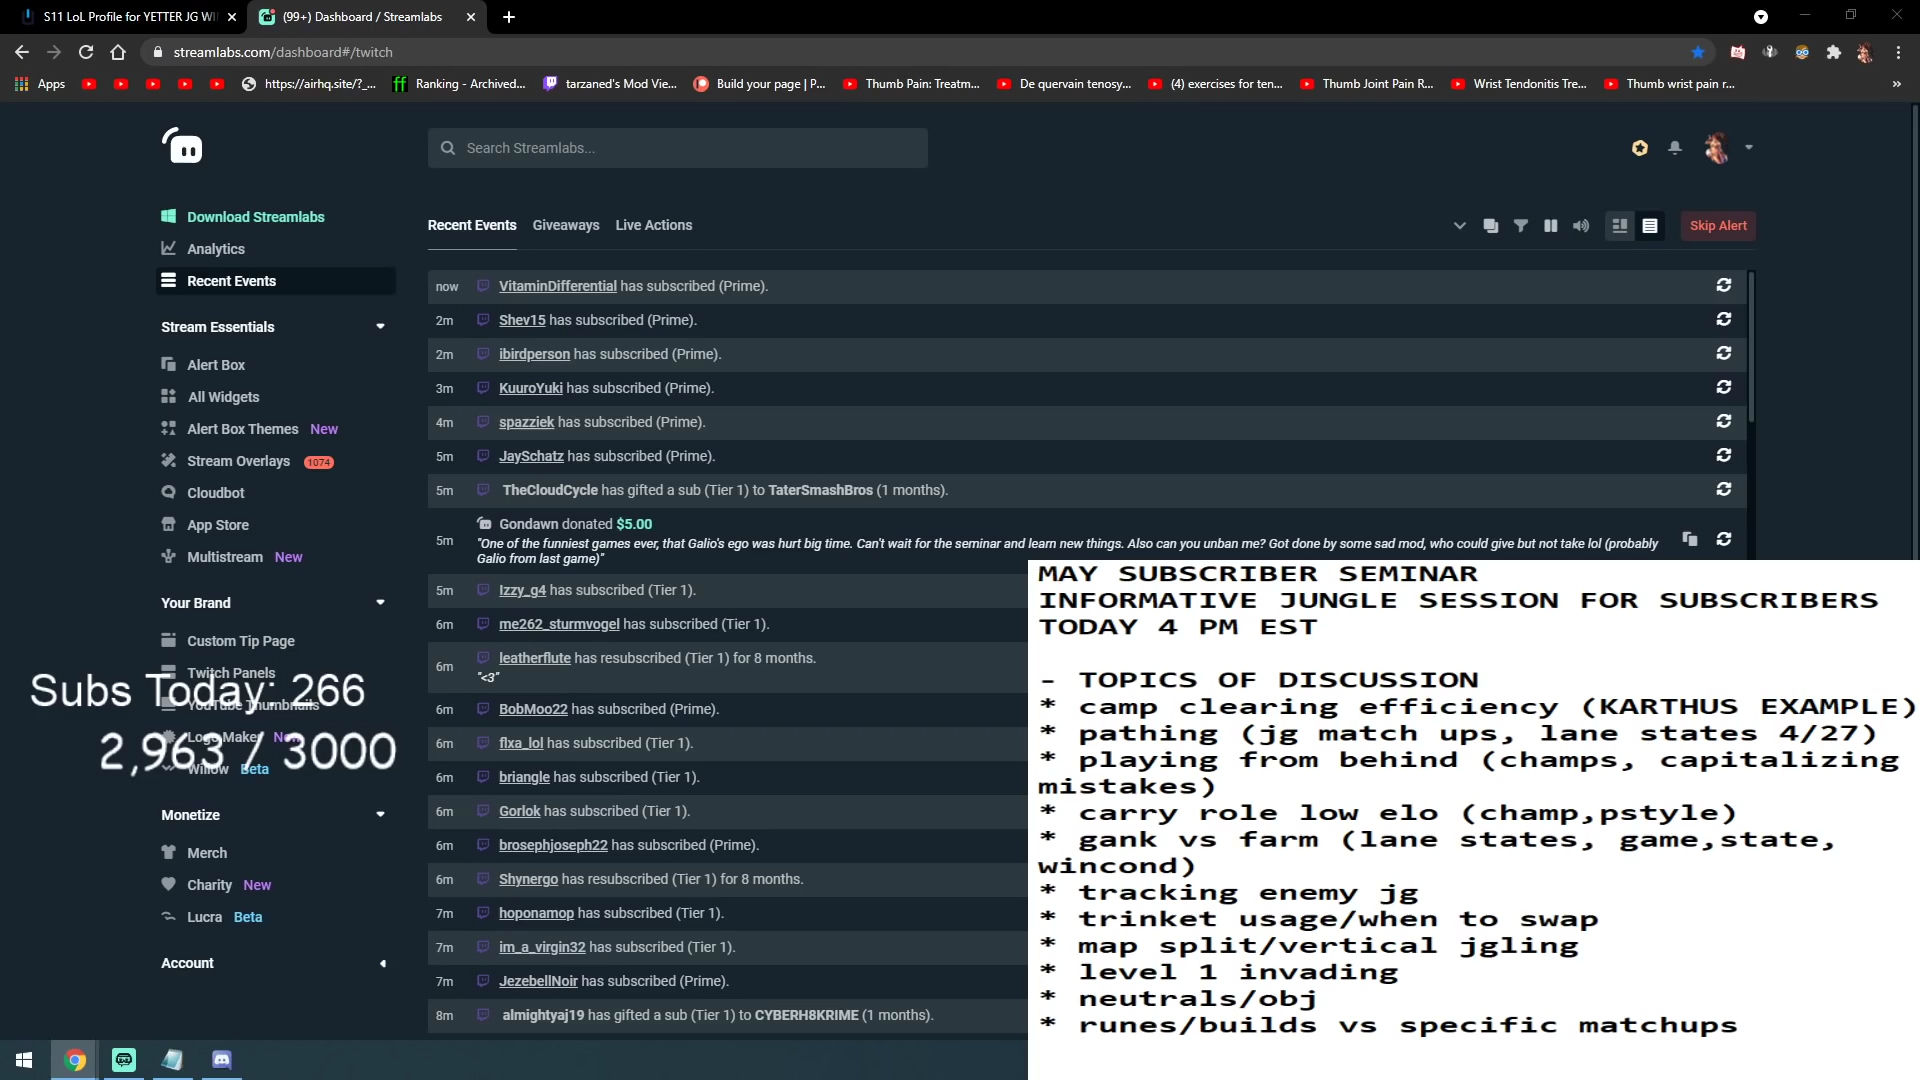 S11 LoL Profile for YETTER JG WI
(99+) Dashboard / Streamlabs
streamlabs.com/dashboard#/twitch
Apps
https://airhq.site/?_...
ff Ranking - Archived...
tarzaned's Mod Vie...
Build your page | P...
Thumb Pain: Treatm...
De quervain tenosy...
(4) exercises for ten...
Thumb Joint Pain R...
Wrist Tendonitis Tre...
Thumb wrist pain r...
»
Search Streamlabs...
Download Streamlabs
Analytics
Recent Events
Stream Essentials
Alert Box
All Widgets
Alert Box Themes New
Stream Overlays 1074
Cloudbot
App Store
Multistream New
Your Brand
Custom Tip Page
Twitch Panels
YouTube Thumbnails
Logo Maker New
Willow Beta
Monetize
Merch
Charity New
Lucra Beta
Account
Subs Today: 266
2,963 / 3000
Recent Events Giveaways Live Actions
Skip Alert
now VitaminDifferential has subscribed (Prime).
2m Shev15 has subscribed (Prime).
2m ibirdperson has subscribed (Prime).
3m KuuroYuki has subscribed (Prime).
4m spazziek has subscribed (Prime).
5m JaySchatz has subscribed (Prime).
5m TheCloudCycle has gifted a sub (Tier 1) to TaterSmashBros (1 months).
Gondawn donated $5.00
5m "One of the funniest games ever, that Galio's ego was hurt big time. Can't wait for the seminar and learn new things. Also can you unban me? Got done by some sad mod, who could give but not take lol (probably
Galio from last game)"
5m Izzy_g4 has subscribed (Tier 1).
6m me262_sturmvogel has subscribed (Tier 1).
6m leatherflute has resubscribed (Tier 1) for 8 months.
"<3"
6m BobMoo22 has subscribed (Prime).
6m flxa_lol has subscribed (Tier 1).
6m briangle has subscribed (Tier 1).
6m Gorlok has subscribed (Tier 1).
6m brosephjoseph22 has subscribed (Prime).
6m Shynergo has resubscribed (Tier 1) for 8 months.
7m hoponamop has subscribed (Tier 1).
7m im_a_virgin32 has subscribed (Tier 1).
7m JezebellNoir has subscribed (Prime).
8m almightyaj19 has gifted a sub (Tier 1) to CYBERH8KRIME (1 months).
MAY SUBSCRIBER SEMINAR
INFORMATIVE JUNGLE SESSION FOR SUBSCRIBERS
TODAY 4 PM EST
- TOPICS OF DISCUSSION
* camp clearing efficiency (KARTHUS EXAMPLE)
* pathing (jg match ups, lane states 4/27)
* playing from behind (champs, capitalizing
mistakes)
* carry role low elo (champ,pstyle)
* gank vs farm (lane states, game,state,
wincond)
* tracking enemy jg
* trinket usage/when to swap
* map split/vertical jgling
* level 1 invading
* neutrals/obj
* runes/builds vs specific matchups